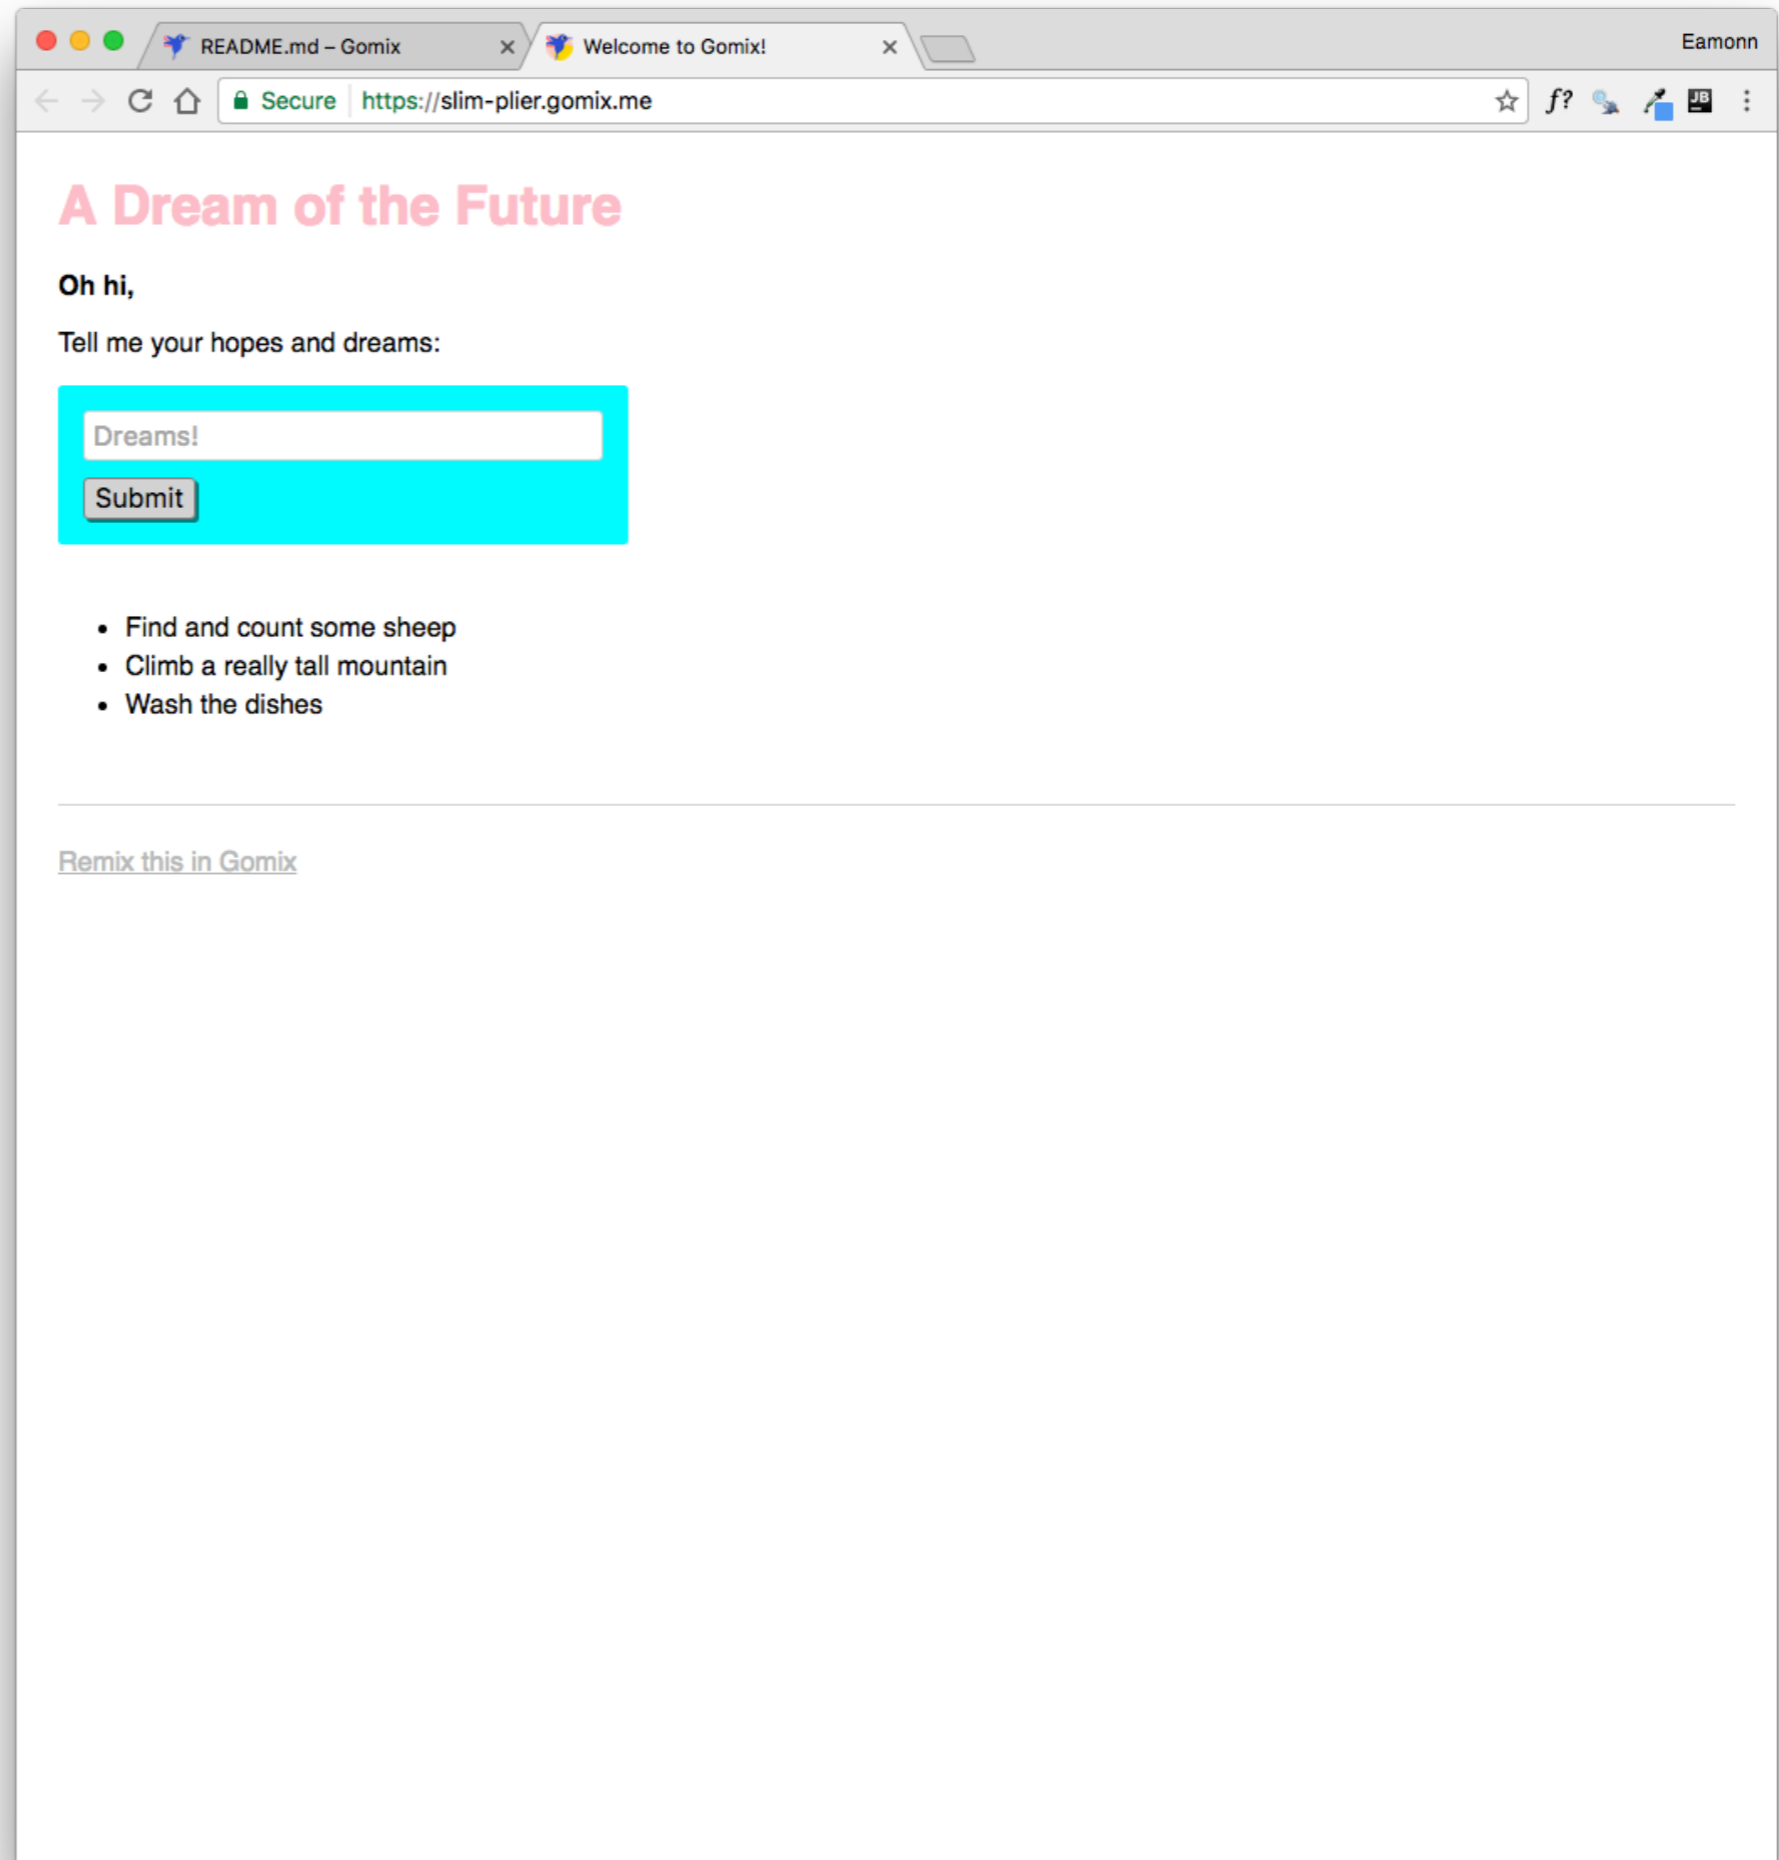 README.md – Gomix
Welcome to Gomix!
Eamonn
Secure https://slim-plier.gomix.me
f?
JB
A Dream of the Future
Oh hi,
Tell me your hopes and dreams:
Dreams!
Submit
• Find and count some sheep
• Climb a really tall mountain
• Wash the dishes
Remix this in Gomix